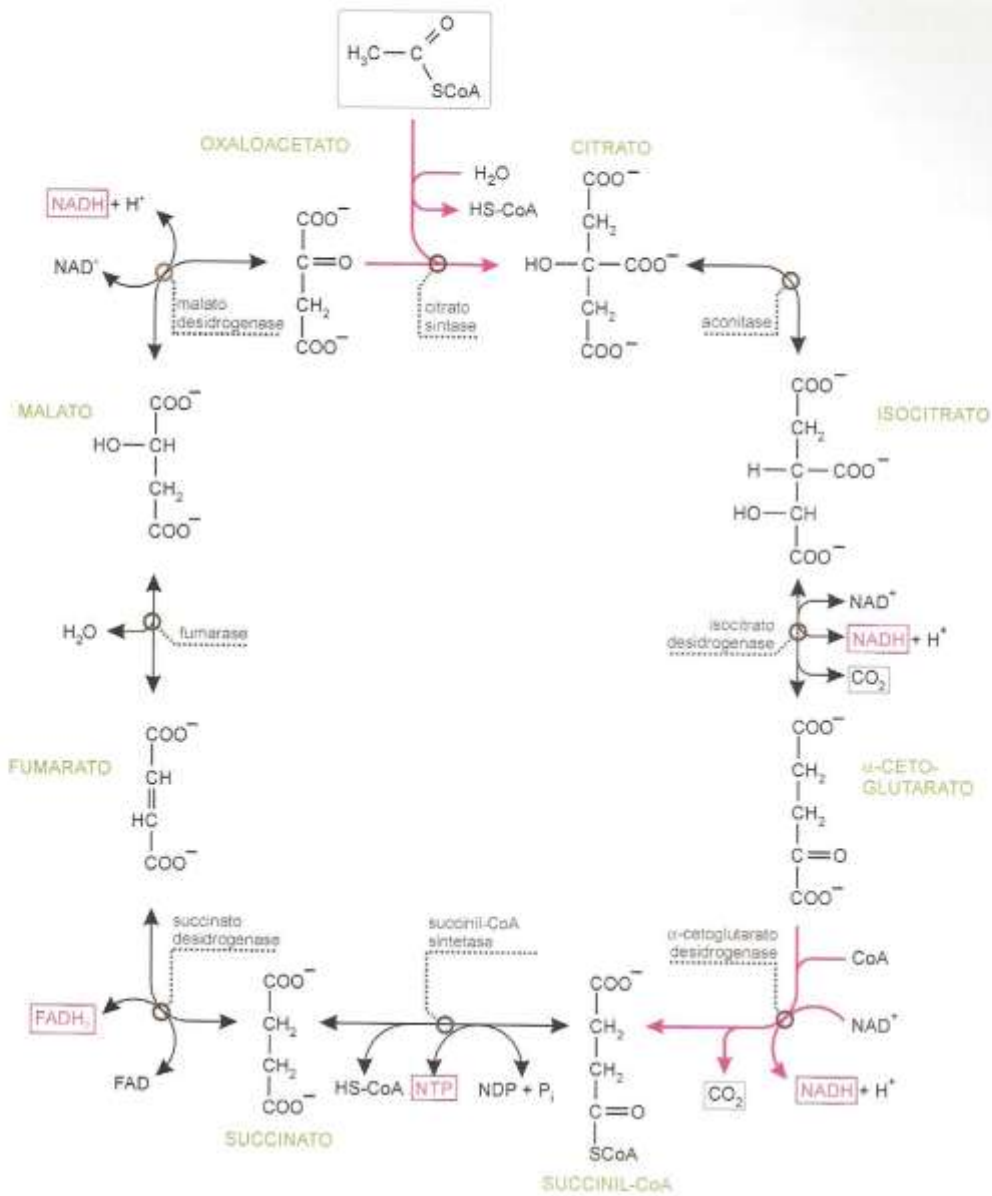 O
H₃C—C
SCoA
OXALOACETATO
CITRATO
H₂O
HS-CoA
NADH + H⁺
NAD⁺
malato
desidrogenase
COO⁻
C=O
CH₂
COO⁻
citrato
sintase
COO⁻
CH₂
HO—C—COO⁻
CH₂
COO⁻
aconitase
MALATO
COO⁻
HO—CH
CH₂
COO⁻
ISOCITRATO
COO⁻
CH₂
H—C—COO⁻
HO—CH
COO⁻
H₂O
fumarase
isocitrato
desidrogenase
NAD⁺
NADH + H⁺
CO₂
FUMARATO
COO⁻
CH
HC
COO⁻
α-CETO-
GLUTARATO
COO⁻
CH₂
CH₂
C=O
COO⁻
succinato
desidrogenase
succinil-CoA
sintetase
α-cetoglutarato
desidrogenase
CoA
NAD⁺
NADH + H⁺
CO₂
FADH₂
FAD
COO⁻
CH₂
CH₂
COO⁻
SUCCINATO
HS-CoA
NTP
NDP + Pᵢ
COO⁻
CH₂
CH₂
C=O
SCoA
SUCCINIL-CoA